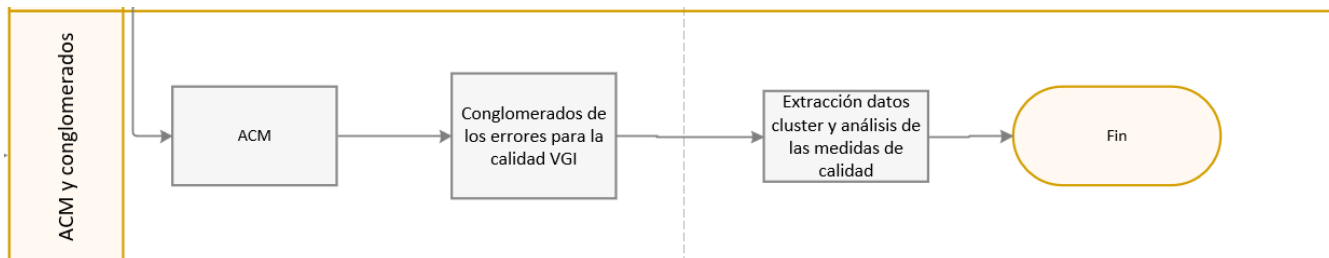 ACM y conglomerados
ACM
Conglomerados de
los errores para la
calidad VGI
Extracción datos
cluster y análisis de
las medidas de
calidad
Fin